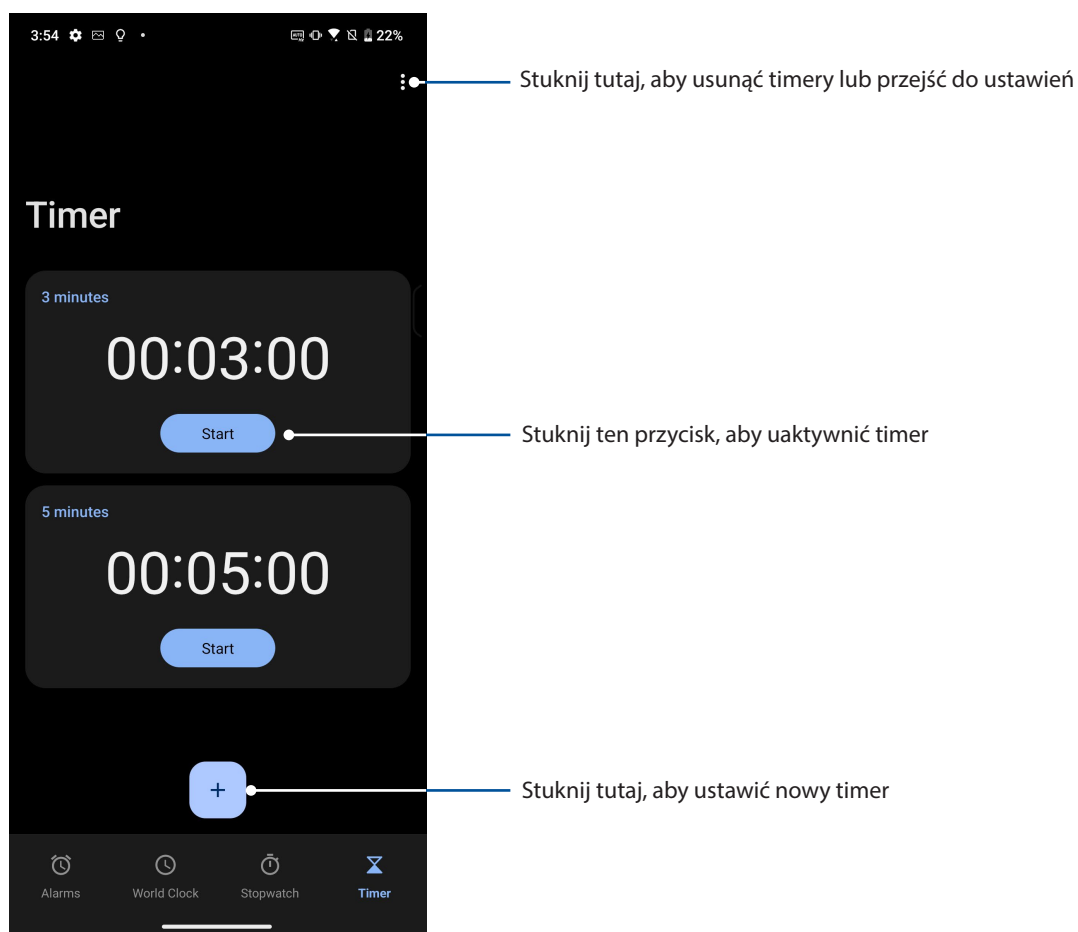 3:54 22%
Stuknij tutaj, aby usunąć timery lub przejść do ustawień
Timer
3 minutes
00:03:00
Start
Stuknij ten przycisk, aby uaktywnić timer
5 minutes
00:05:00
Start
+
Stuknij tutaj, aby ustawić nowy timer
Alarms World Clock Stopwatch Timer